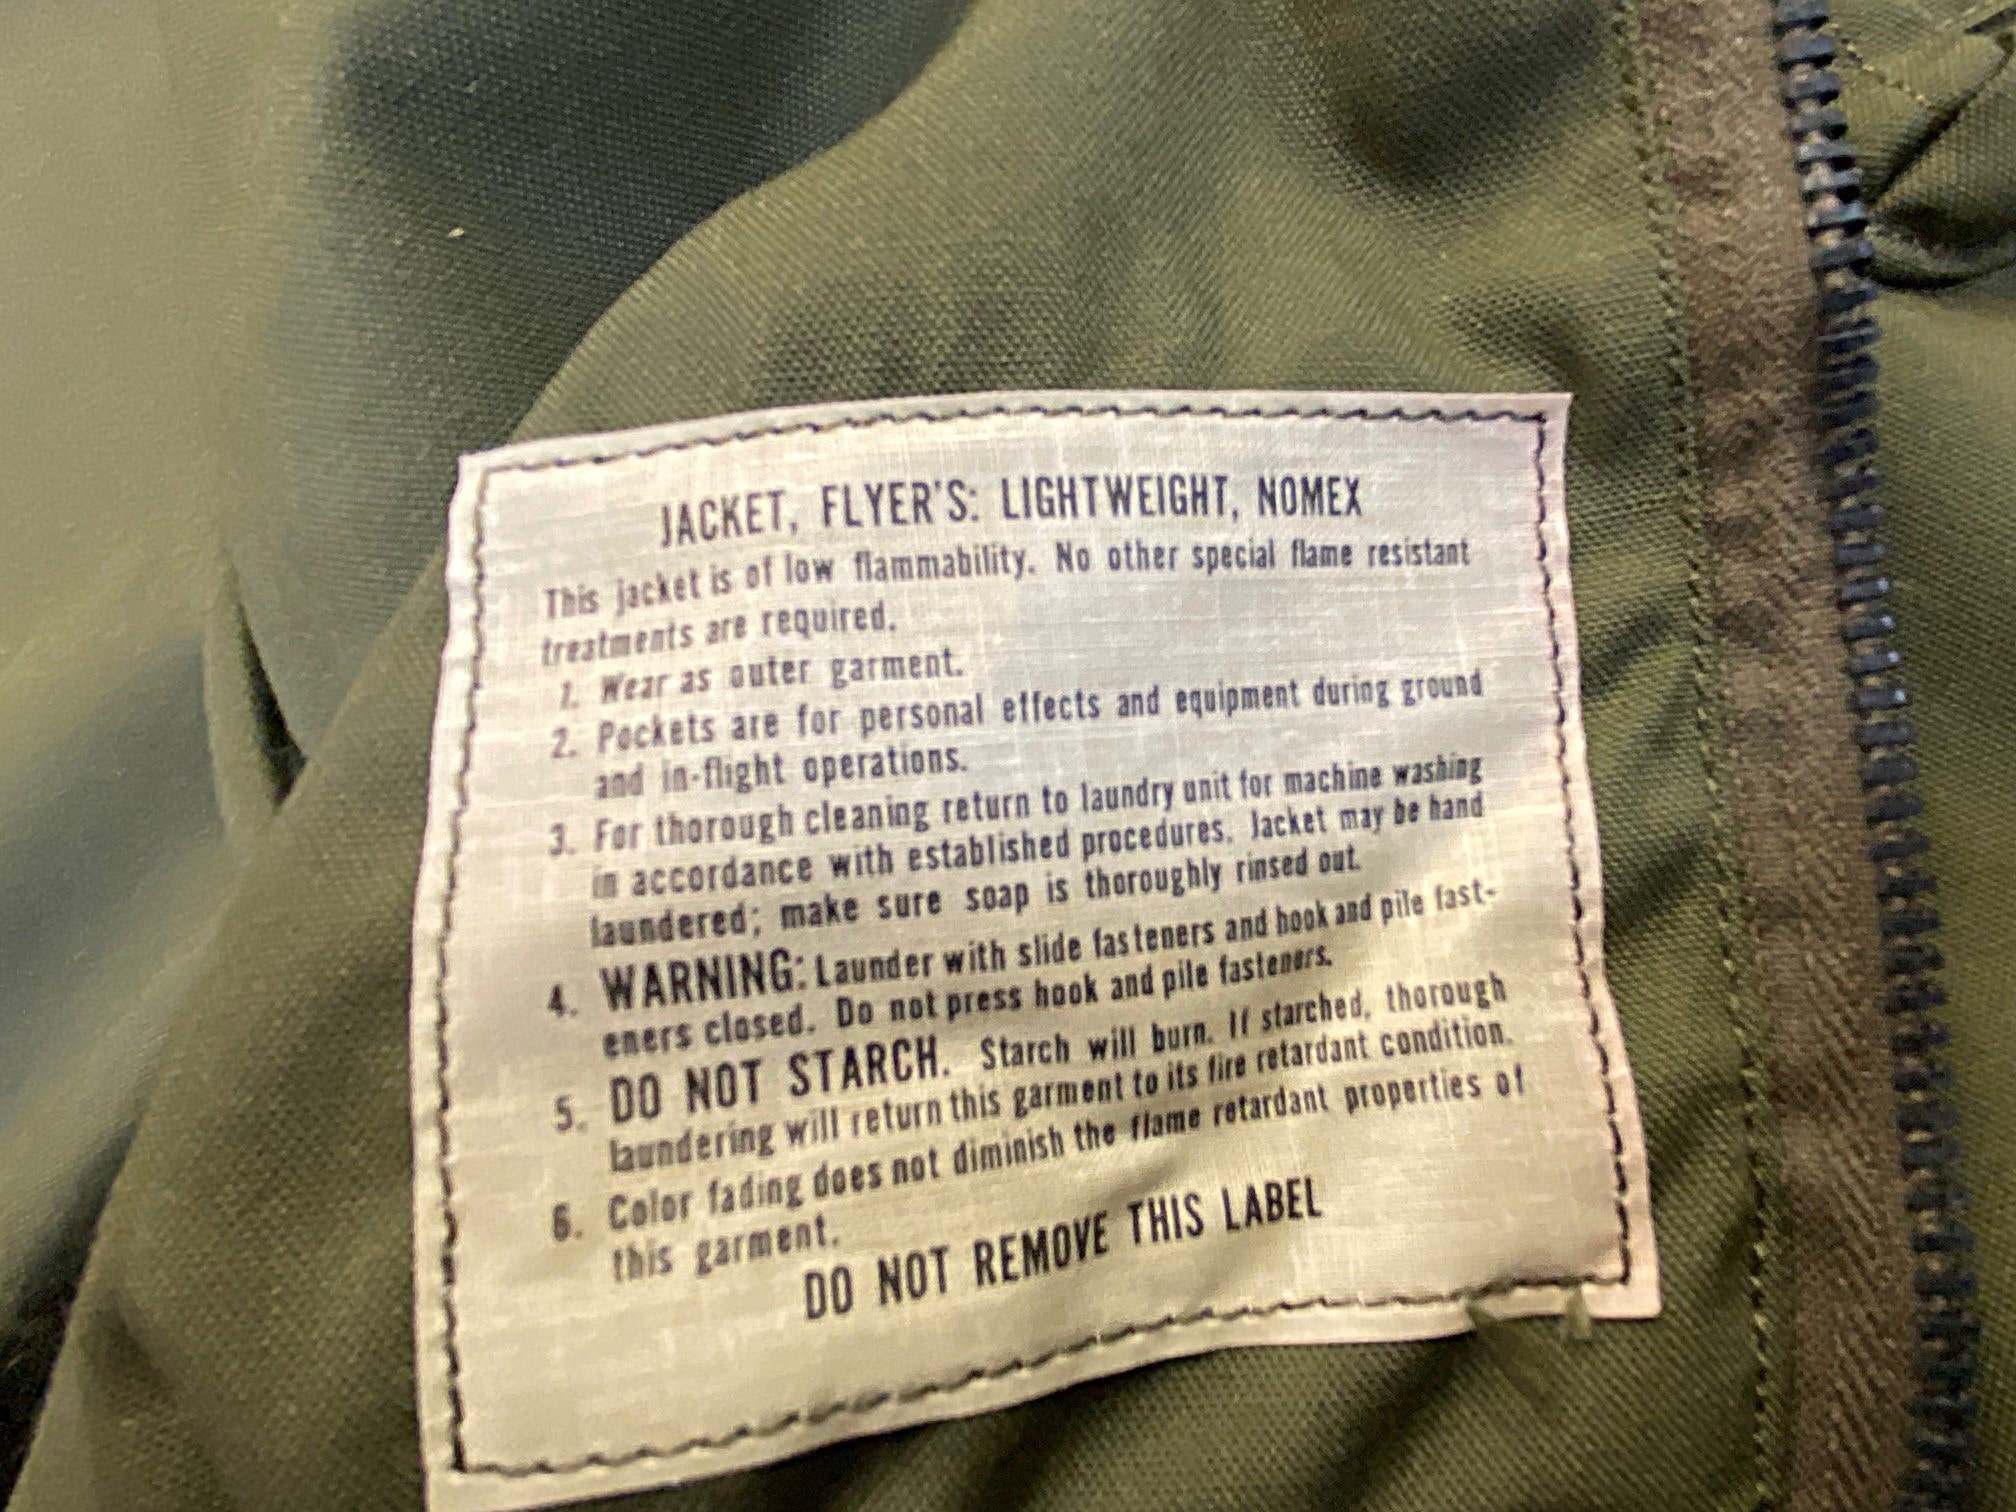 JACKET, FLYER'S: LIGHTWEIGHT, NOMEX
This jacket is of low flammability. No other special flame resistant
treatments are required.
1. Wear as outer garment.
2. Pockets are for personal effects and equipment during ground
and in-flight operations.
3. For thorough cleaning return to laundry unit for machine washing
in accordance with established procedures. Jacket may be hand
laundered; make sure soap is thoroughly rinsed out.
4. WARNING: Launder with slide fasteners and hook and pile fast-
eners closed. Do not press hook and pile fasteners.
5. DO NOT STARCH. Starch will burn. If starched, thorough
laundering will return this garment to its fire retardant condition.
6. Color fading does not diminish the flame retardant properties of
this garment.
DO NOT REMOVE THIS LABEL